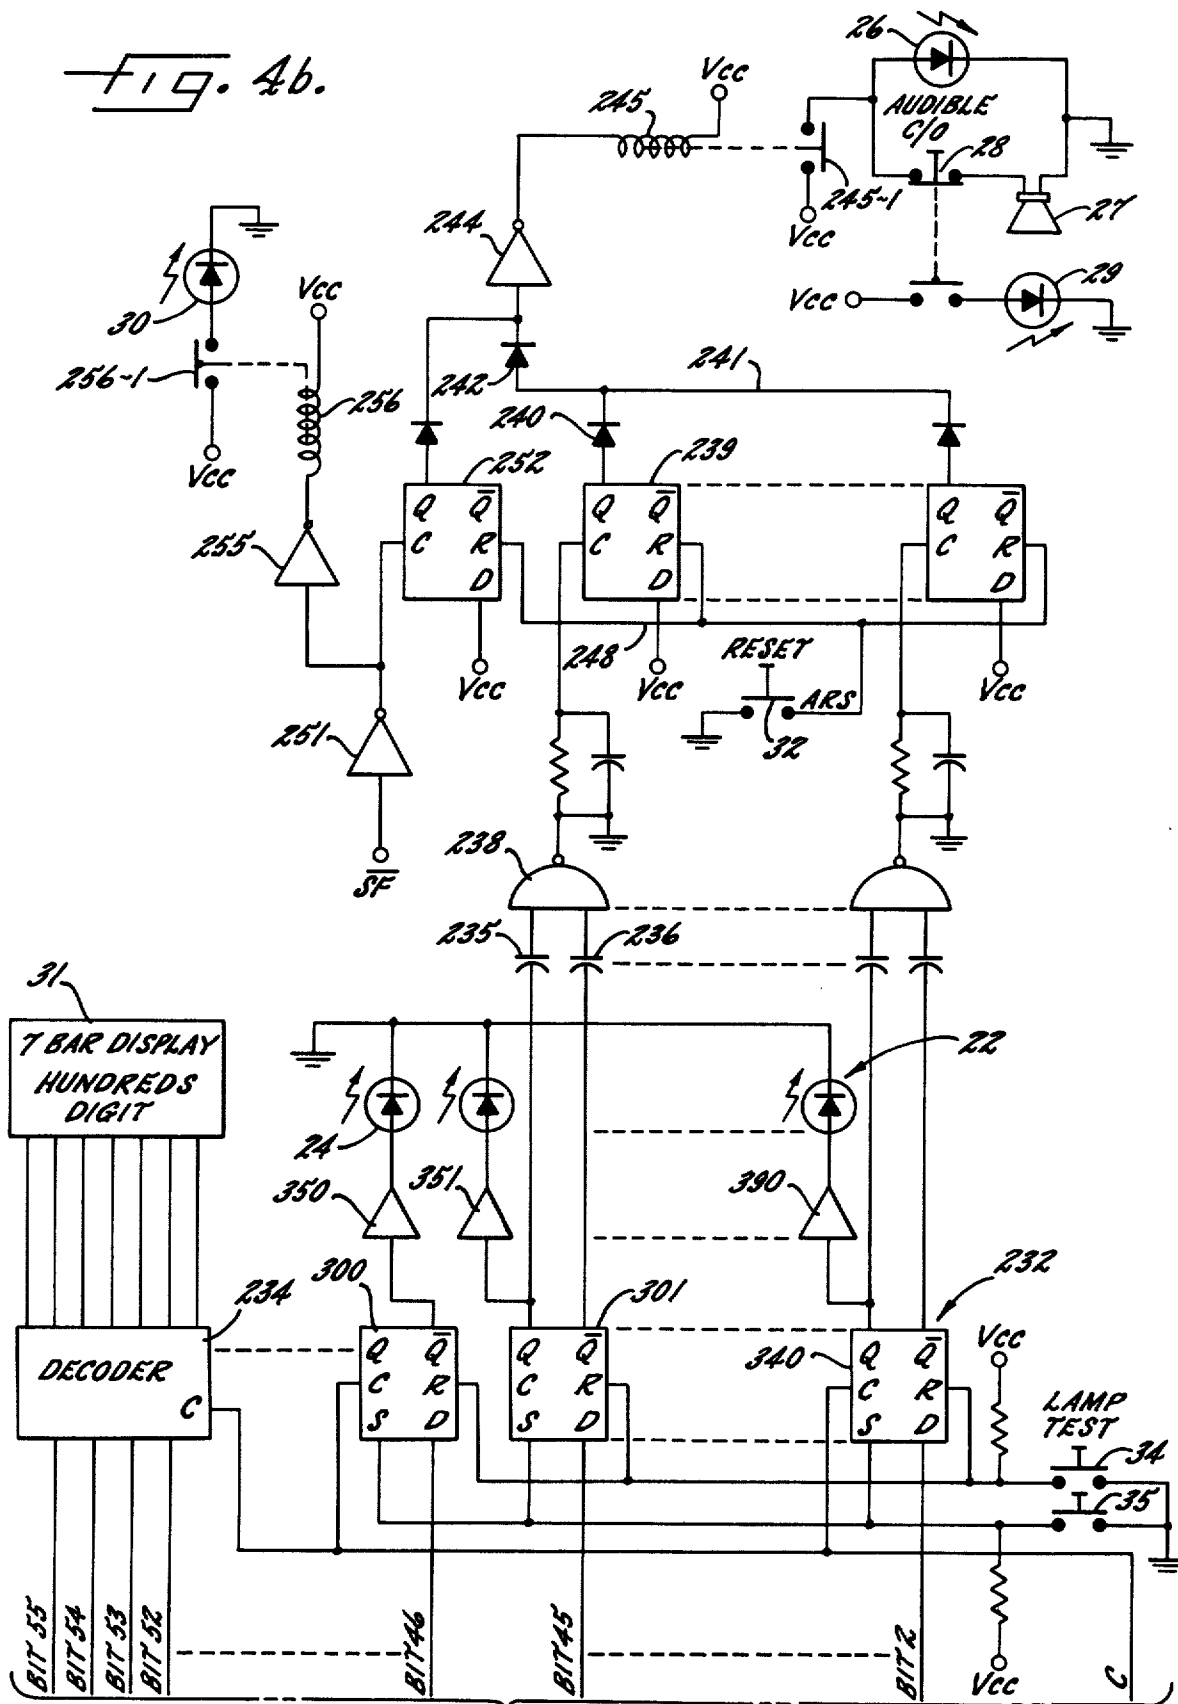 Fig. 4b.
26
Vcc
245
AUDIBLE
C/O
28
245-1
27
Vcc
244
Vcc
30
256-1
256
Vcc
Vcc
29
242
241
240
252
239
Q Q̅
C R
D
Q Q̅
C R
D
Q Q̅
C R
D
255
248
RESET
ARS
32
Vcc
Vcc
Vcc
251
S̅F̅
238
235
236
31
7 BAR DISPLAY
HUNDREDS
DIGIT
22
24
350
351
390
300
301
232
234
DECODER
C
Q Q̅
C R
S D
Q Q̅
C R
S D
340
Q Q̅
C R
S D
Vcc
LAMP
TEST
34
35
BIT 55
BIT 54
BIT 53
BIT 52
BIT 46
BIT 45
BIT 2
Vcc
C